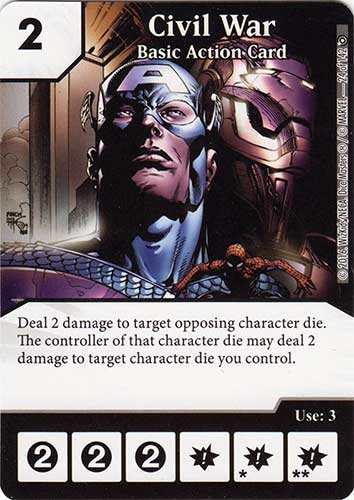 2
Civil War
Basic Action Card
Deal 2 damage to target opposing character die.
The controller of that character die may deal 2
damage to target character die you control.
Use: 3
2 2 2 ! ! * ! **